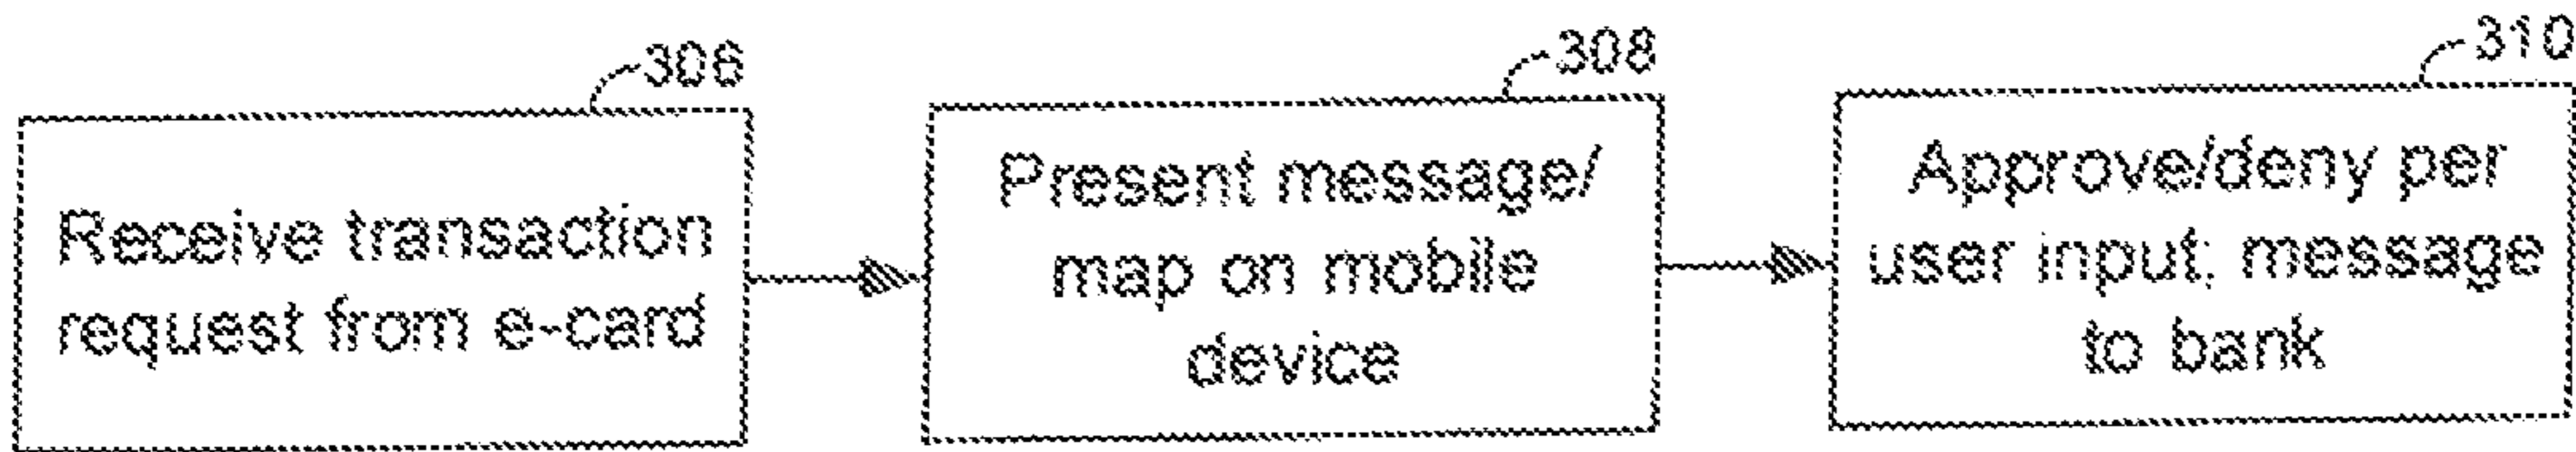 306
Receive transaction
request from e-card
308
Present message/
map on mobile
device
310
Approve/deny per
user input; message
to bank